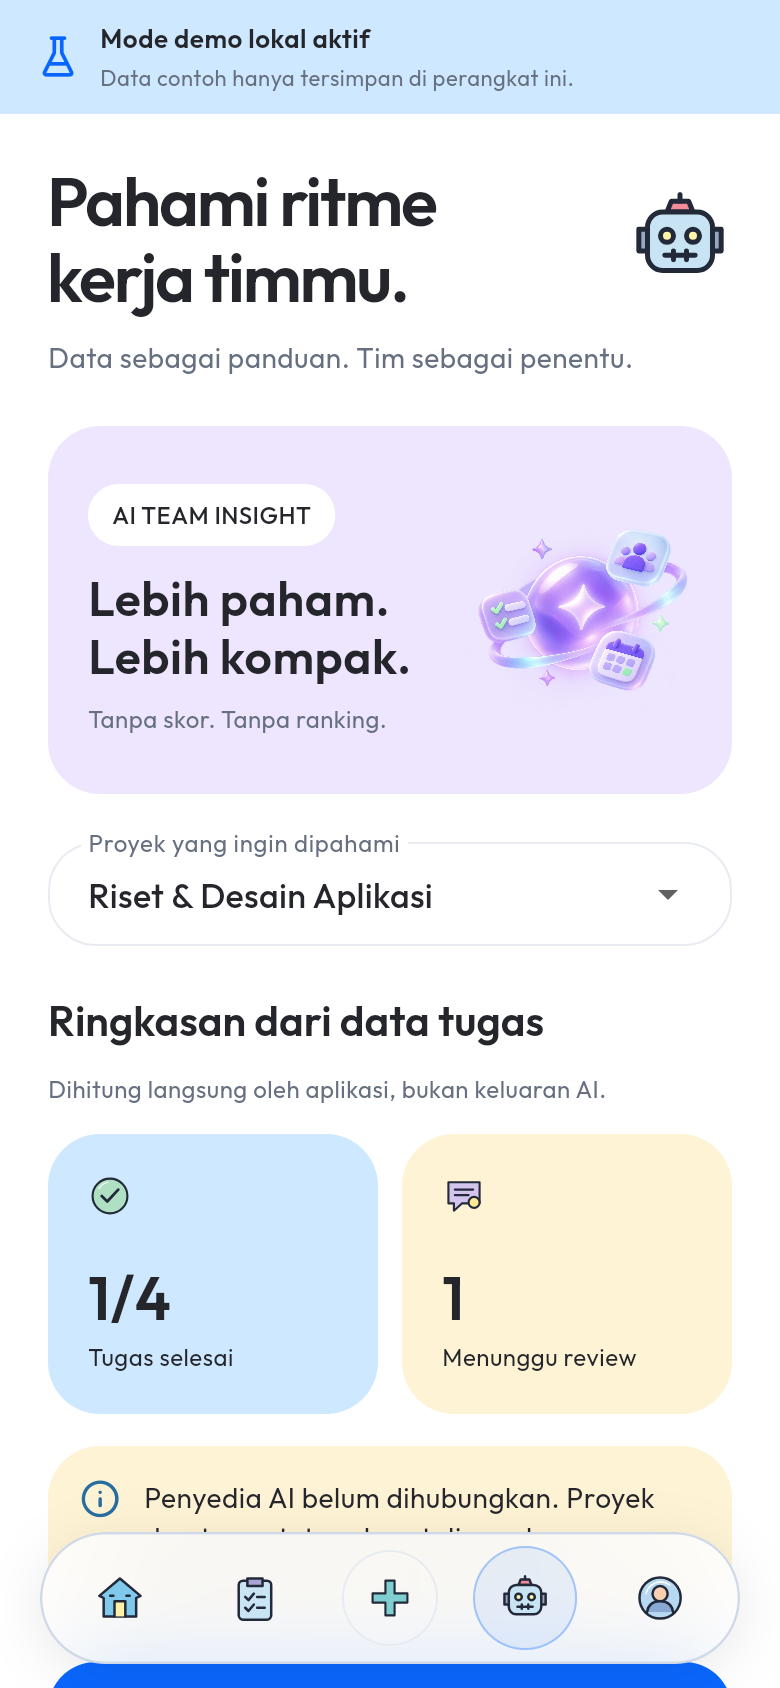 Mode demo lokal aktif
Data contoh hanya tersimpan di perangkat ini.
Pahami ritme
kerja timmu.
Data sebagai panduan. Tim sebagai penentu.
AI TEAM INSIGHT
Lebih paham.
Lebih kompak.
Tanpa skor. Tanpa ranking.
Proyek yang ingin dipahami
Riset & Desain Aplikasi
Ringkasan dari data tugas
Dihitung langsung oleh aplikasi, bukan keluaran AI.
1/4
Tugas selesai
1
Menunggu review
Penyedia AI belum dihubungkan. Proyek